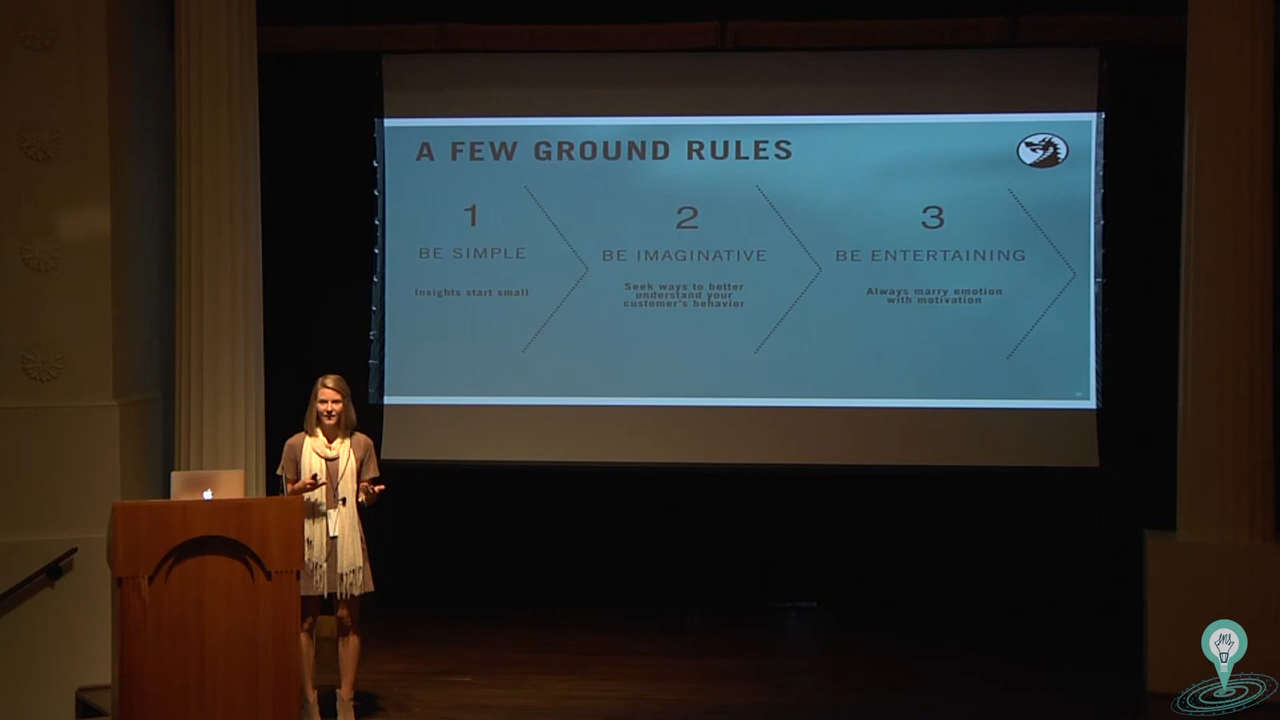 A FEW GROUND RULES
1
BE SIMPLE
Insights start small
2
BE IMAGINATIVE
Seek ways to better
understand your
customer's behavior
3
BE ENTERTAINING
Always marry emotion
with motivation